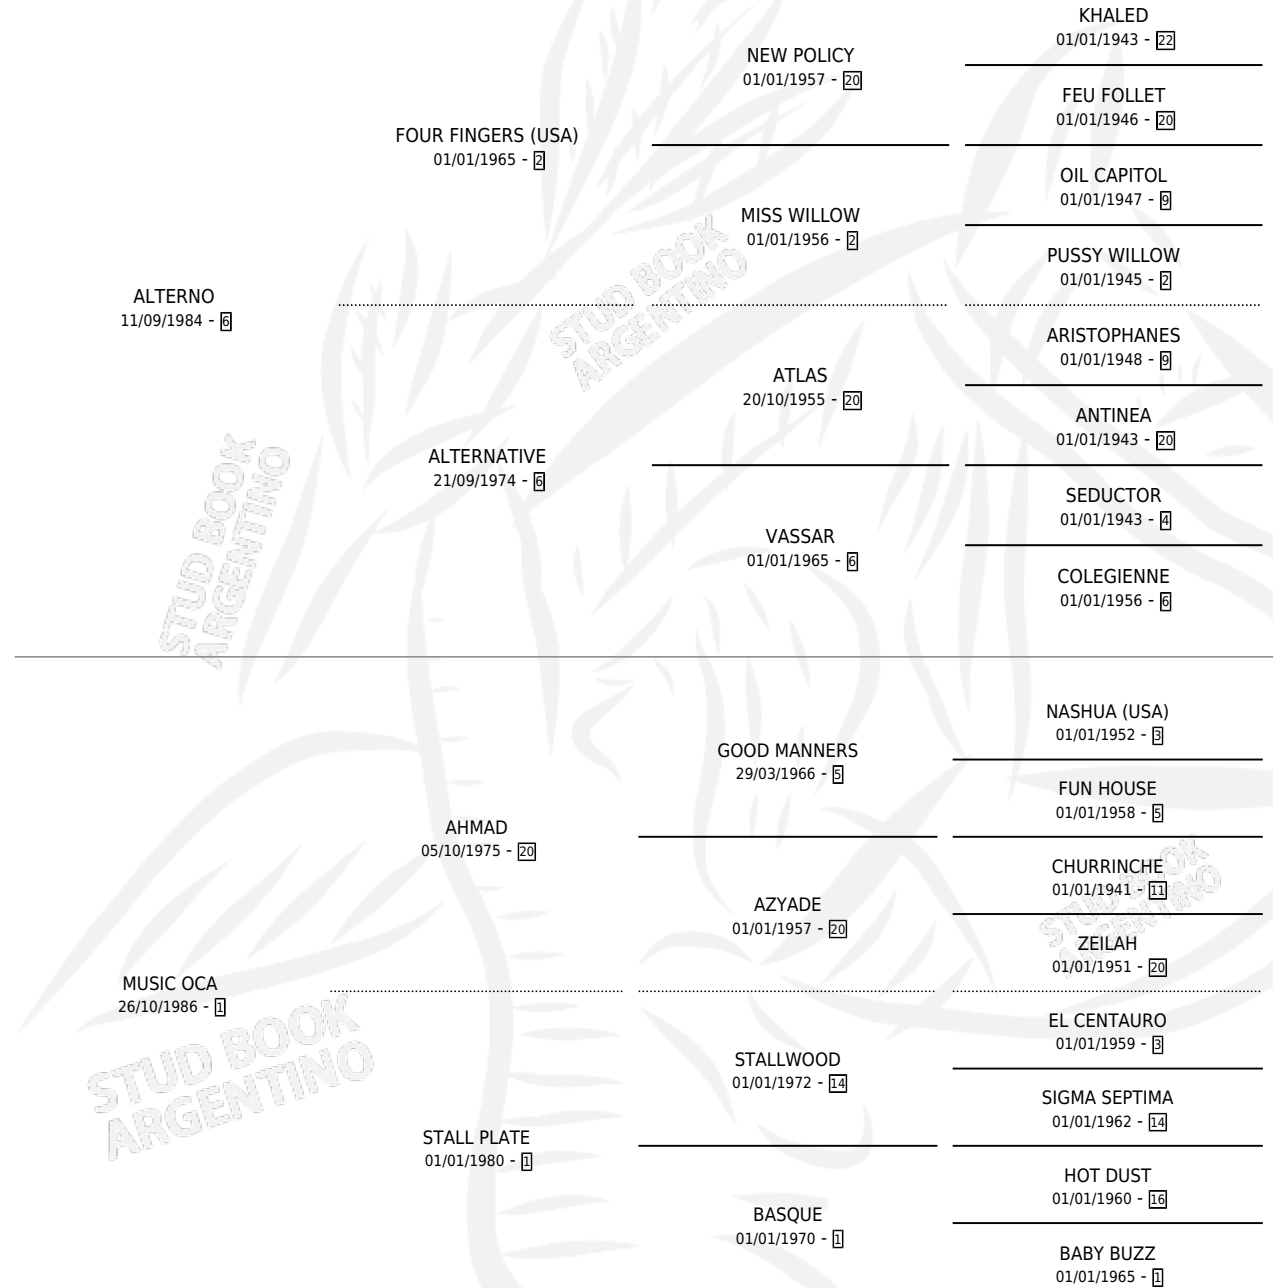 KHALED
01/01/1943 - 22
NEW POLICY
01/01/1957 - 20
FEU FOLLET
01/01/1946 - 20
FOUR FINGERS (USA)
01/01/1965 - 2
OIL CAPITOL
01/01/1947 - 9
MISS WILLOW
01/01/1956 - 2
PUSSY WILLOW
01/01/1945 - 2
ALTERNO
11/09/1984 - 6
STUD BOOK
ARGENTINO
ARISTOPHANES
01/01/1948 - 9
ATLAS
20/10/1955 - 20
ANTINEA
01/01/1943 - 20
ALTERNATIVE
21/09/1974 - 6
SEDUCTOR
01/01/1943 - 4
VASSAR
01/01/1965 - 6
COLEGIENNE
01/01/1956 - 6
STUD BOOK
ARGENTINO
NASHUA (USA)
01/01/1952 - 3
GOOD MANNERS
29/03/1966 - 5
FUN HOUSE
01/01/1958 - 5
AHMAD
05/10/1975 - 20
CHURRINCHE
01/01/1941 - 11
AZYADE
01/01/1957 - 20
STUD BOOK
ARGENTINO
ZEILAH
01/01/1951 - 20
MUSIC OCA
26/10/1986 - 1
EL CENTAURO
01/01/1959 - 3
STALLWOOD
01/01/1972 - 14
STUD BOOK
ARGENTINO
SIGMA SEPTIMA
01/01/1962 - 14
STALL PLATE
01/01/1980 - 1
HOT DUST
01/01/1960 - 16
BASQUE
01/01/1970 - 1
BABY BUZZ
01/01/1965 - 1